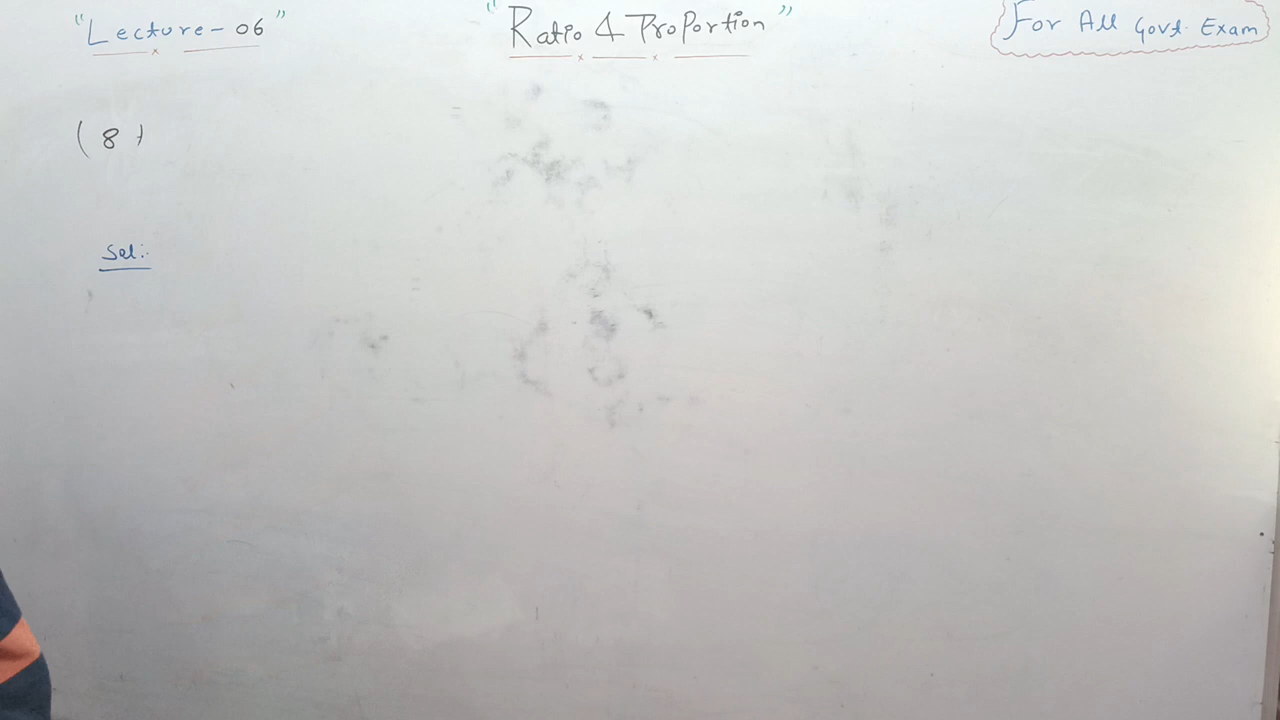 "Lecture-06"
"Ratio & Proportion"
For All Govt. Exam
(8)
Sol: